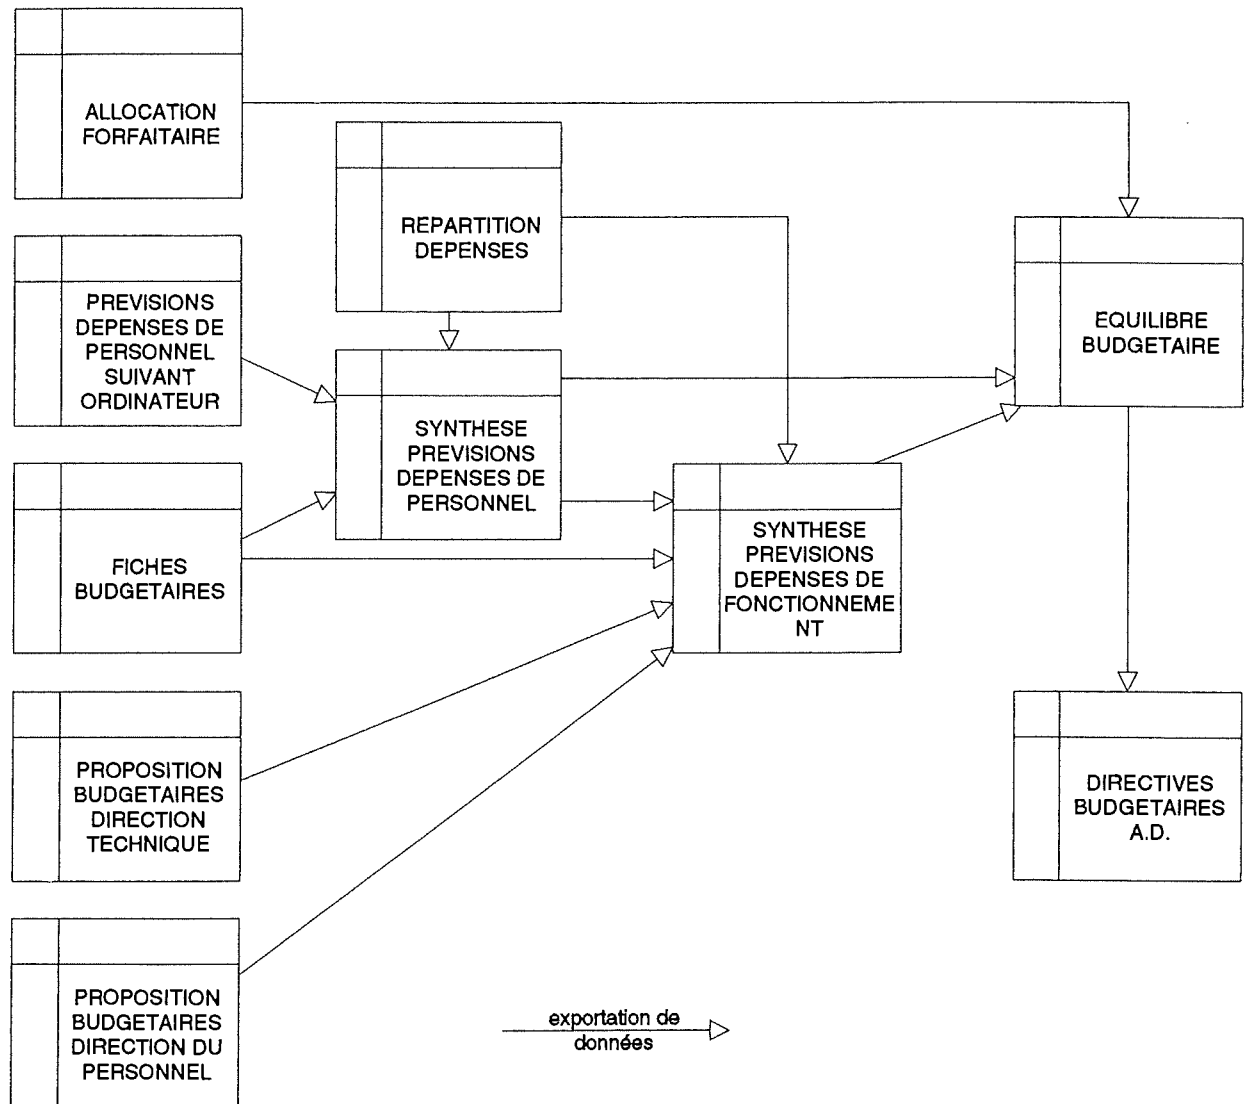 ALLOCATION
FORFAITAIRE
REPARTITION
DEPENSES
PREVISIONS
DEPENSES DE
PERSONNEL
SUIVANT
ORDINATEUR
EQUILIBRE
BUDGETAIRE
SYNTHESE
PREVISIONS
DEPENSES DE
PERSONNEL
FICHES
BUDGETAIRES
SYNTHESE
PREVISIONS
DEPENSES DE
FONCTIONNEME
NT
PROPOSITION
BUDGETAIRES
DIRECTION
TECHNIQUE
DIRECTIVES
BUDGETAIRES
A.D.
PROPOSITION
BUDGETAIRES
DIRECTION DU
PERSONNEL
exportation de
données